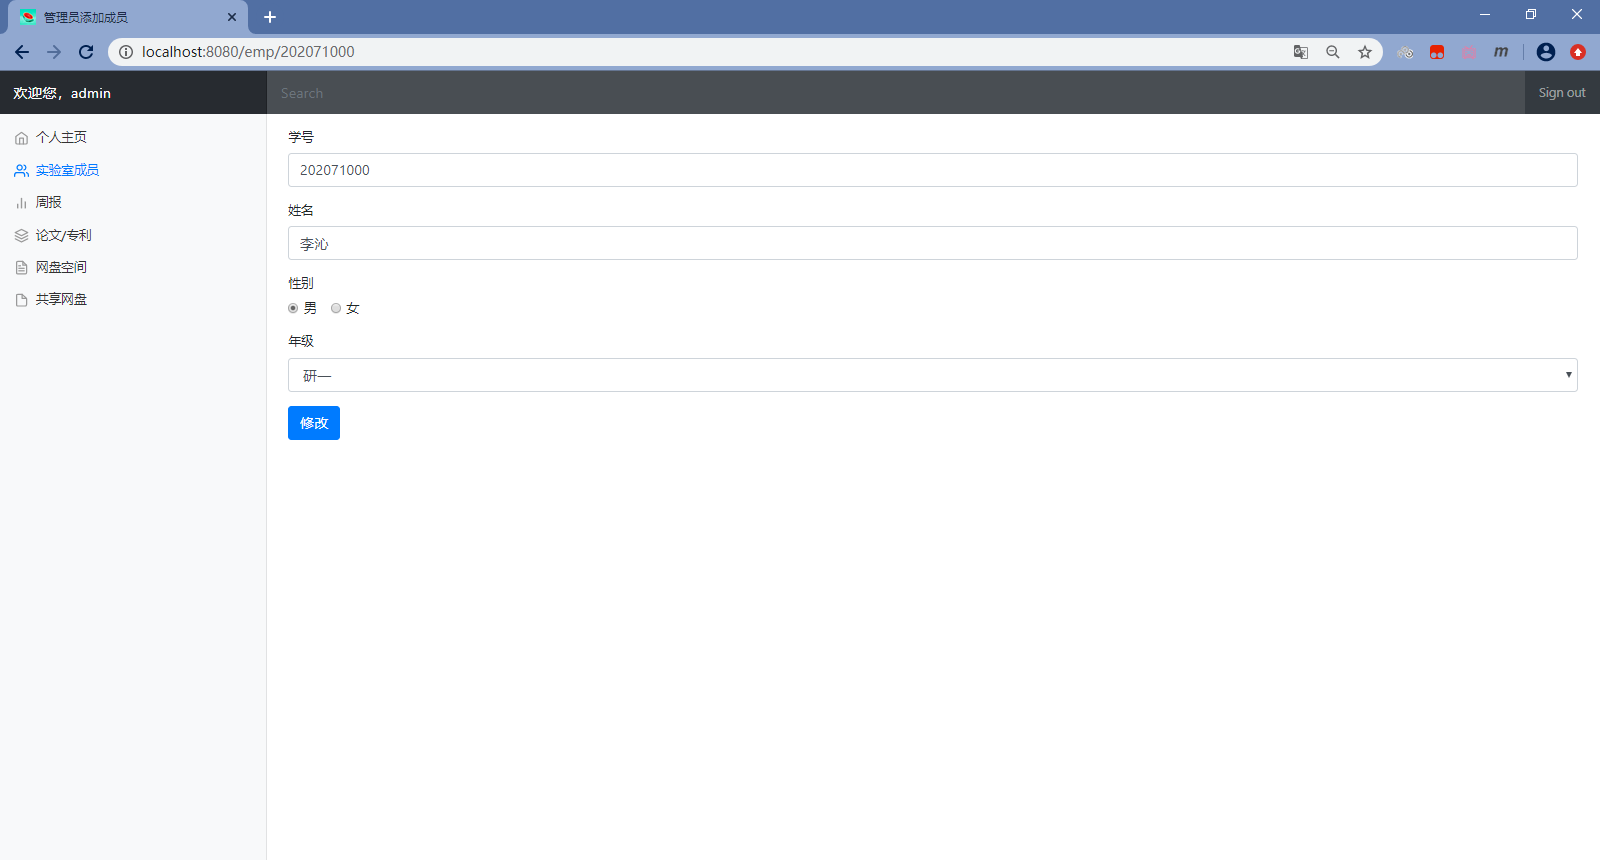 管理员添加成员
localhost:8080/emp/202071000
欢迎您，admin
Search
Sign out
个人主页
实验室成员
周报
论文/专利
网盘空间
共享网盘
学号
202071000
姓名
李沁
性别
男 女
年级
研一
修改